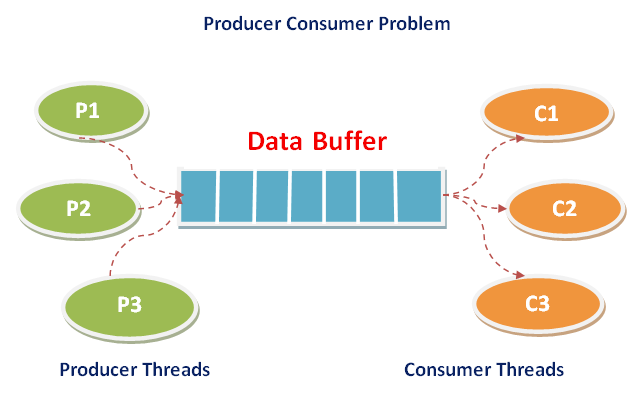 Producer Consumer Problem
P1
C1
Data Buffer
P2
C2
P3
C3
Producer Threads
Consumer Threads